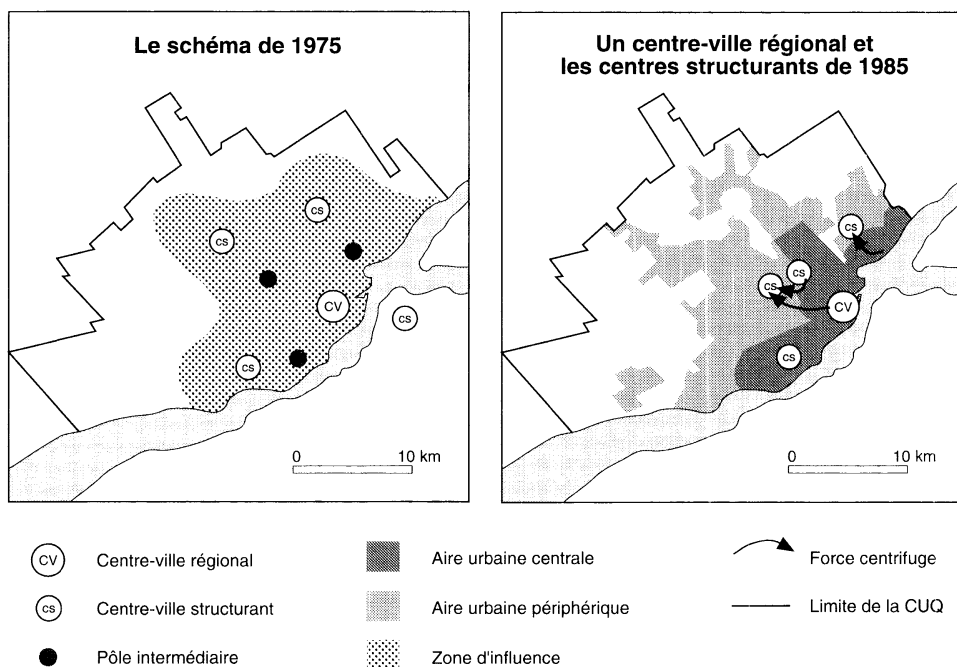 Le schéma de 1975
cs
cs
CV
cs
cs
0 10 km
Un centre-ville régional et
les centres structurants de 1985
cs
cs
cs
CV
cs
0 10 km
CV Centre-ville régional
cs Centre-ville structurant
Pôle intermédiaire
Aire urbaine centrale
Aire urbaine périphérique
Zone d'influence
Force centrifuge
Limite de la CUQ